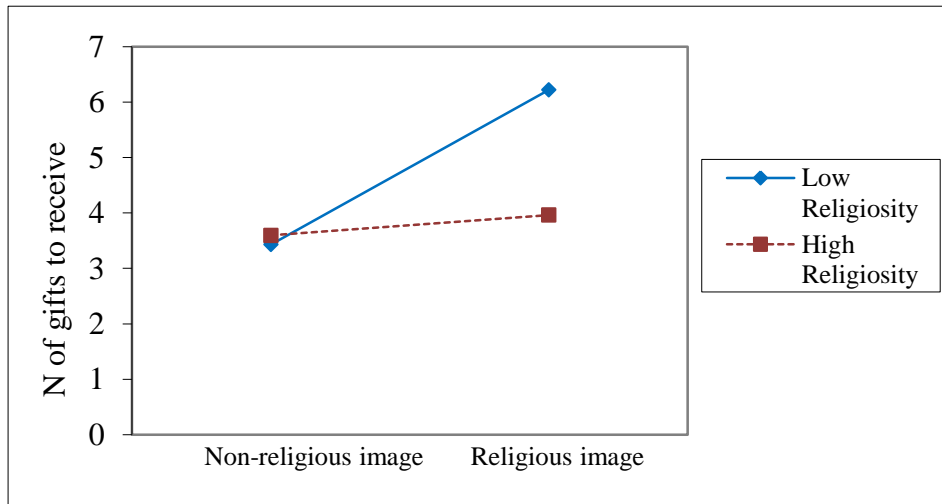 7
6
5
4
3
2
1
0
N of gifts to receive
Non-religious image
Religious image
Low
Religiosity
High
Religiosity